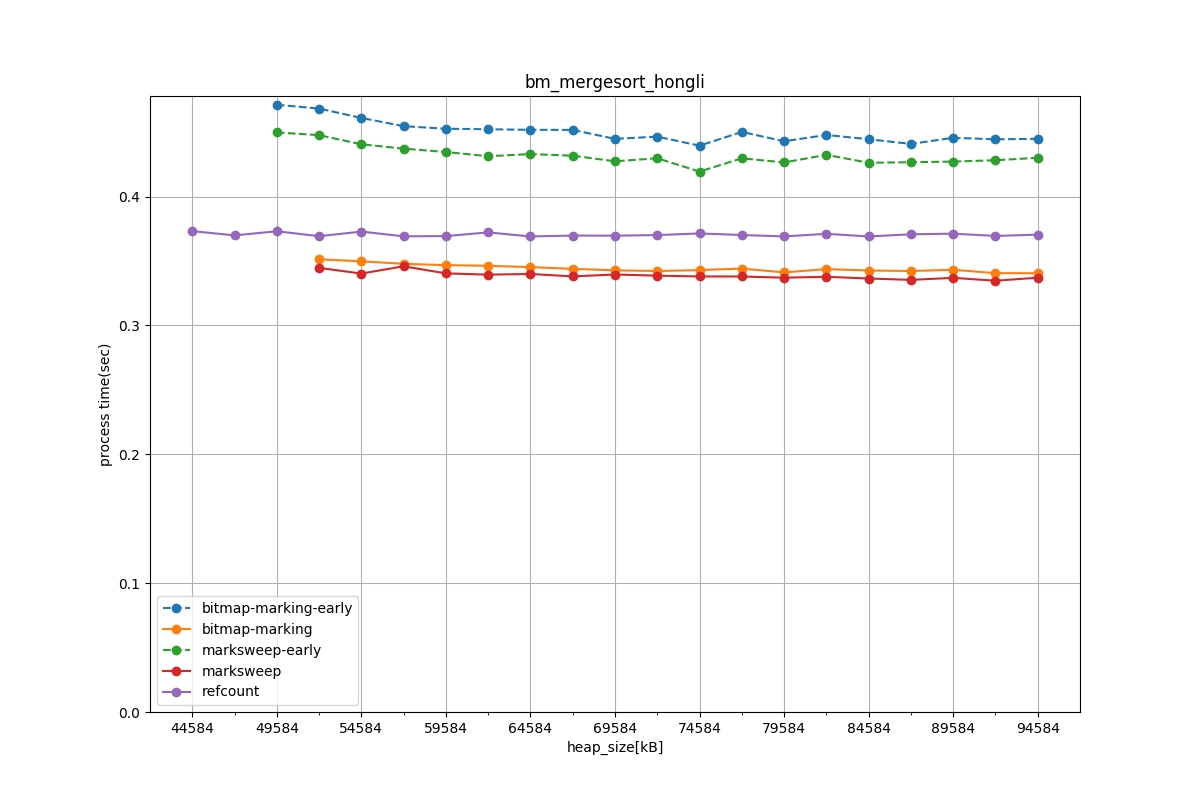 bm_mergesort_hongli
process time(sec)
0.4
0.3
0.2
0.1
0.0
bitmap-marking-early
bitmap-marking
marksweep-early
marksweep
refcount
44584 49584 54584 59584 64584 69584 74584 79584 84584 89584 94584
heap_size[kB]